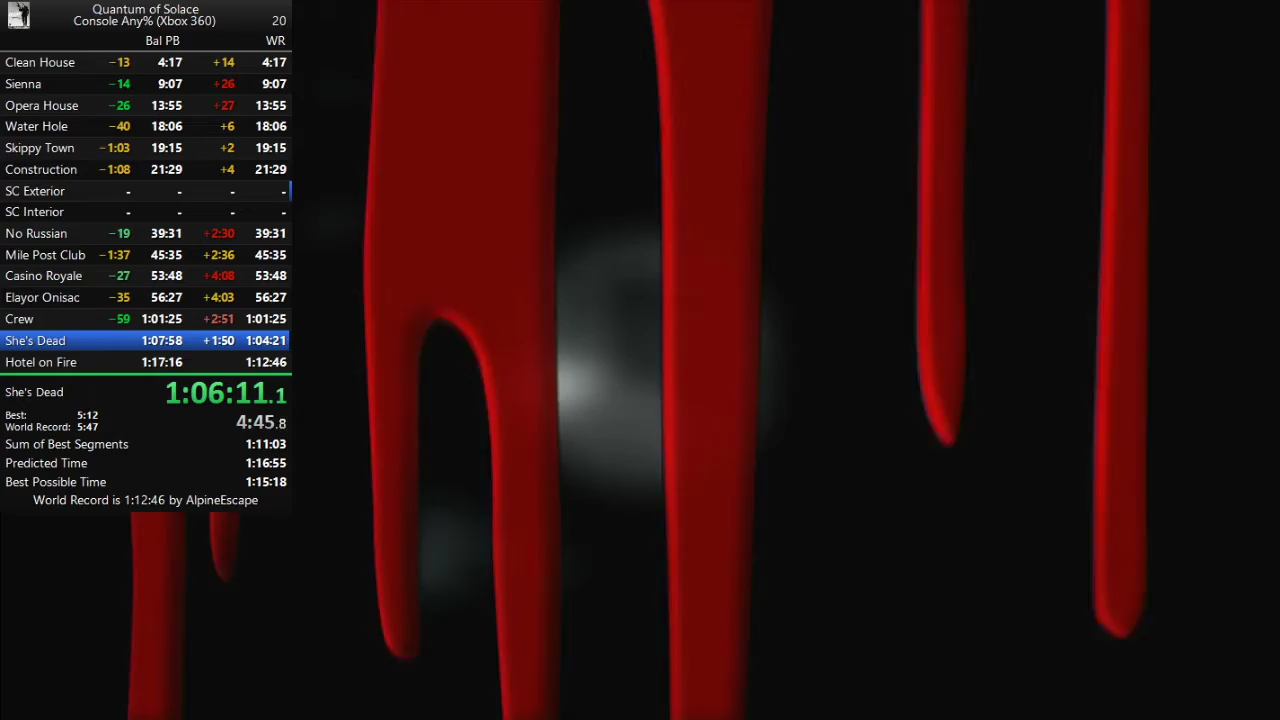 Quantum of Solace
Console Any% (Xbox 360) 20
Bal PB WR
Clean House −13 4:17 +14 4:17
Sienna −14 9:07 +26 9:07
Opera House −26 13:55 +27 13:55
Water Hole −40 18:06 +6 18:06
Skippy Town −1:03 19:15 +2 19:15
Construction −1:08 21:29 +4 21:29
SC Exterior - - - -
SC Interior - - - -
No Russian −19 39:31 +2:30 39:31
Mile Post Club −1:37 45:35 +2:36 45:35
Casino Royale −27 53:48 +4:08 53:48
Elayor Onisac −35 56:27 +4:03 56:27
Crew −59 1:01:25 +2:51 1:01:25
She's Dead 1:07:58 +1:50 1:04:21
Hotel on Fire 1:17:16 1:12:46
She's Dead 1:06:11.1
Best: 5:12
World Record: 5:47 4:45.8
Sum of Best Segments 1:11:03
Predicted Time 1:16:55
Best Possible Time 1:15:18
World Record is 1:12:46 by AlpineEscape